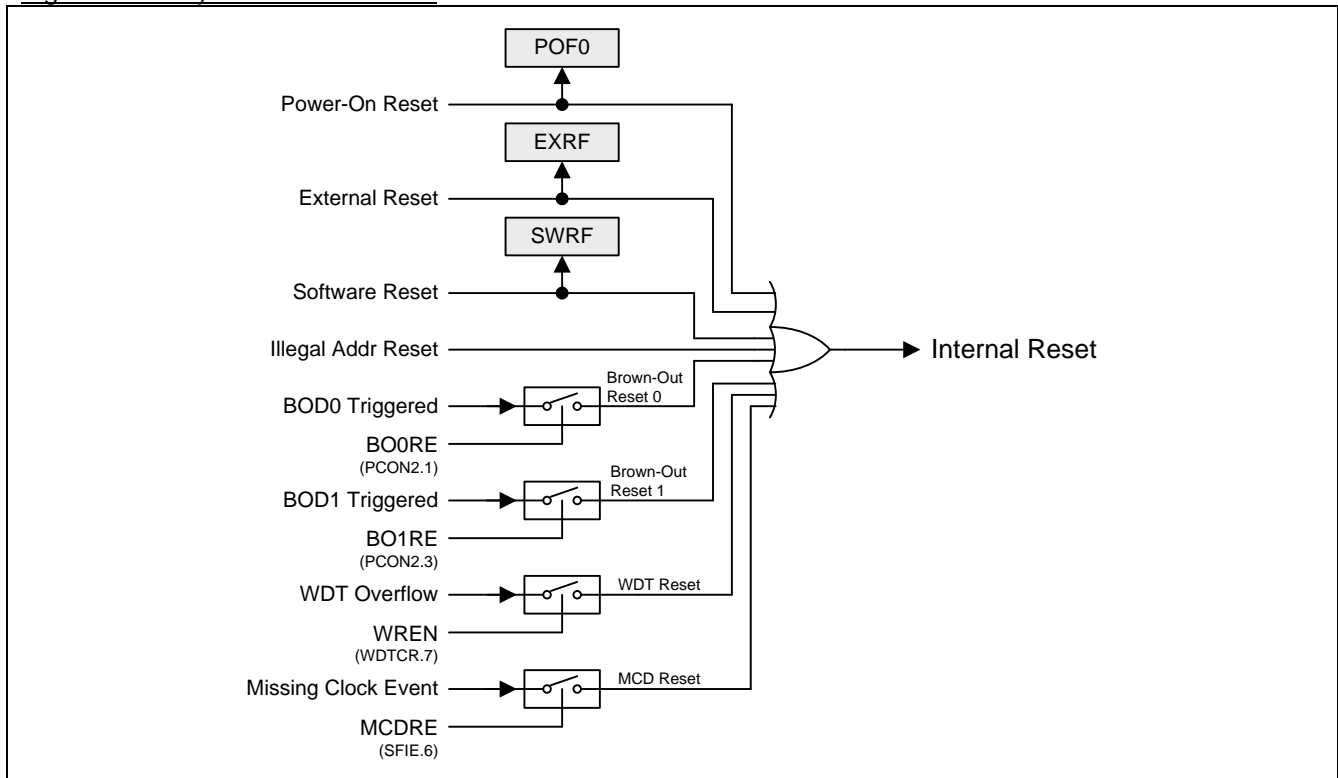 POF0
Power-On Reset
EXRF
External Reset
SWRF
Software Reset
Illegal Addr Reset
Internal Reset
Brown-Out
Reset 0
BOD0 Triggered
BO0RE
(PCON2.1)
Brown-Out
Reset 1
BOD1 Triggered
BO1RE
(PCON2.3)
WDT Overflow
WDT Reset
WREN
(WDTCR.7)
Missing Clock Event
MCD Reset
MCDRE
(SFIE.6)